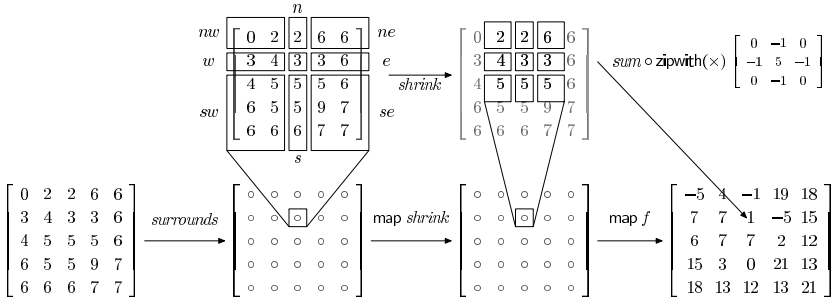 n
nw 0 2 2 6 6 ne 0 2 2 6 6
w 3 4 3 3 6 e 3 4 3 3 6 sum ∘ zipwith(×) 0 −1 0
−1 5 −1
0 −1 0
shrink
4 5 5 5 6 4 5 5 5 6
sw 6 5 5 9 7 se 6 5 5 9 7
6 6 6 7 7 6 6 6 7 7
s
0 2 2 6 6 ∘ ∘ ∘ ∘ ∘ ∘ ∘ ∘ ∘ ∘ −5 4 −1 19 18
3 4 3 3 6 surrounds ∘ ∘ ∘ ∘ ∘ map shrink ∘ ∘ ∘ ∘ ∘ map f 7 7 1 −5 15
4 5 5 5 6 ∘ ∘ ∘ ∘ ∘ ∘ ∘ ∘ ∘ ∘ 6 7 7 2 12
6 5 5 9 7 ∘ ∘ ∘ ∘ ∘ ∘ ∘ ∘ ∘ ∘ 15 3 0 21 13
6 6 6 7 7 ∘ ∘ ∘ ∘ ∘ ∘ ∘ ∘ ∘ ∘ 18 13 12 13 21